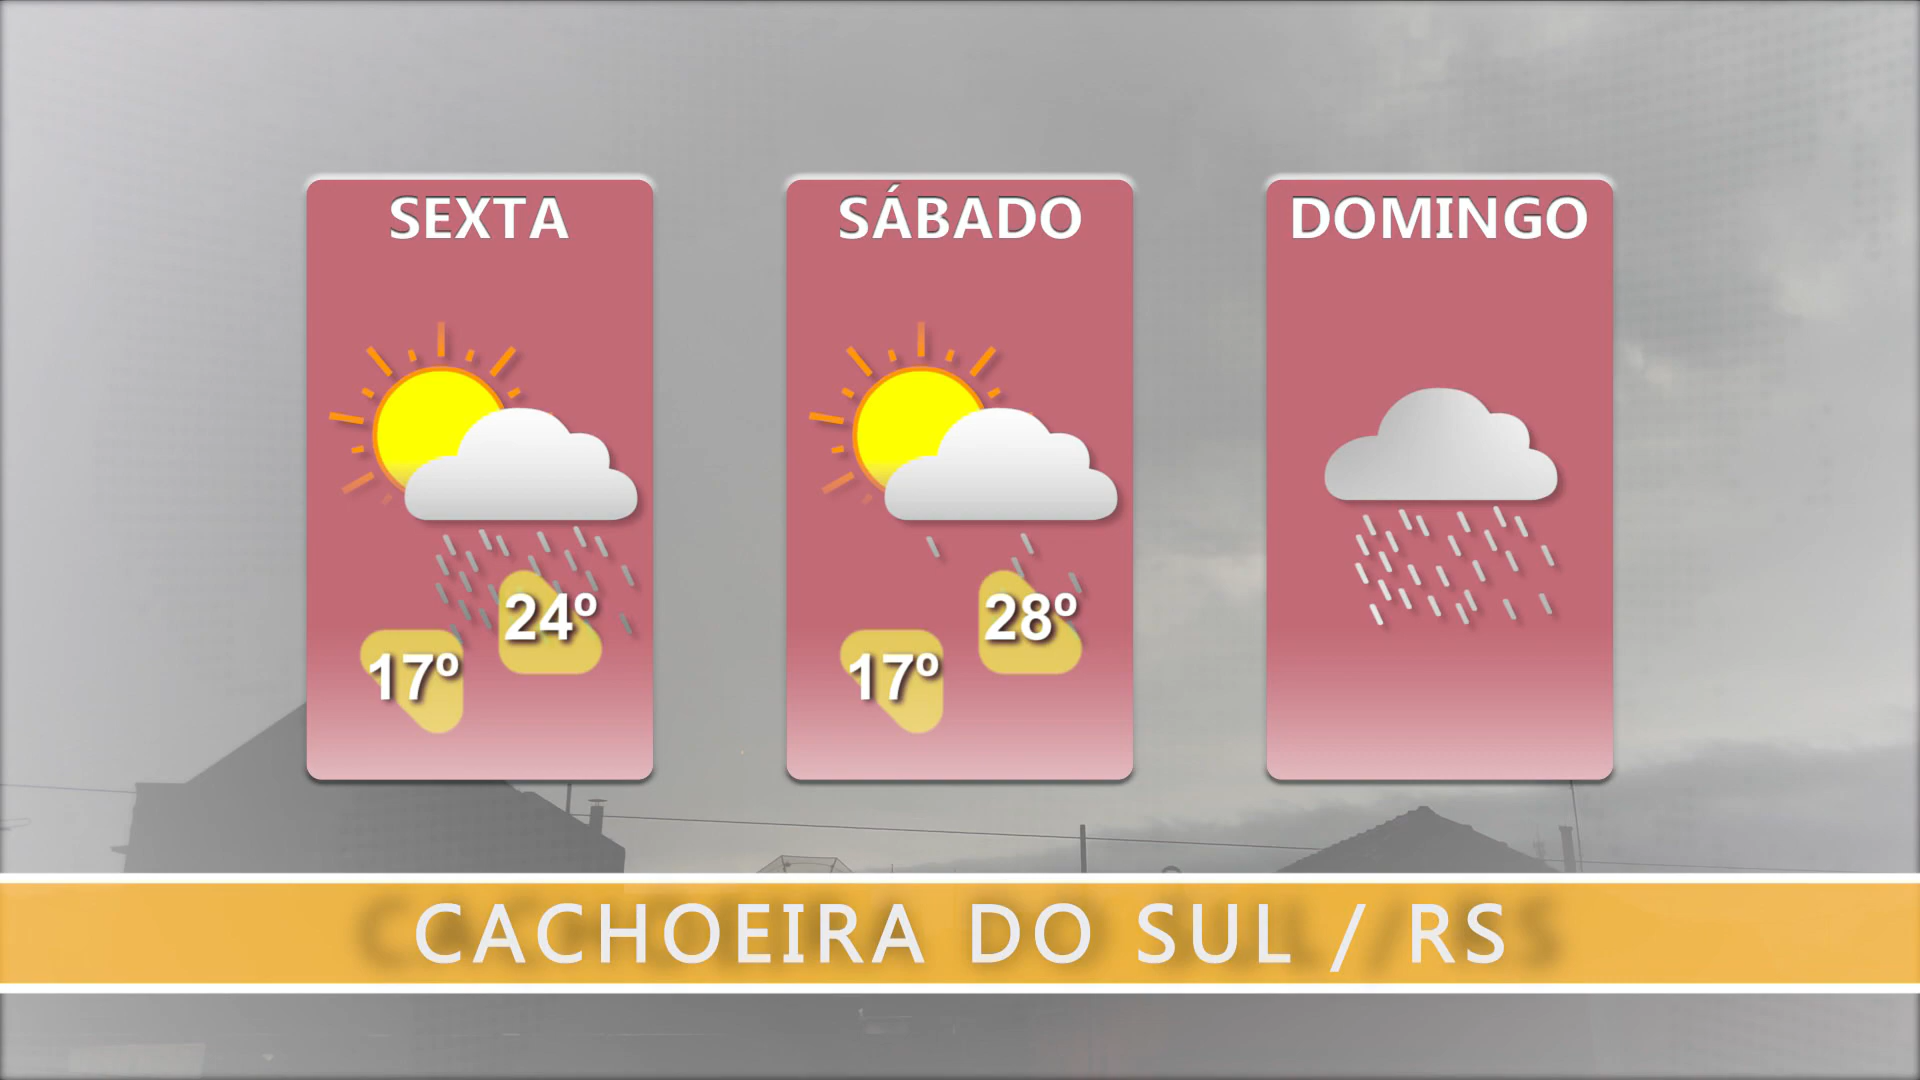 SEXTA
24º
17º
SÁBADO
28º
17º
DOMINGO
CACHOEIRA DO SUL / RS